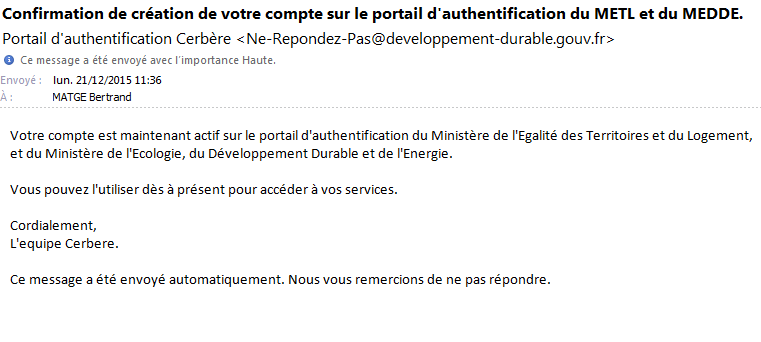 Confirmation de création de votre compte sur le portail d'authentification du METL et du MEDDE.
Portail d'authentification Cerbère <Ne-Repondez-Pas@developpement-durable.gouv.fr>
Ce message a été envoyé avec l'importance Haute.
Envoyé : lun. 21/12/2015 11:36
À : MATGE Bertrand
Votre compte est maintenant actif sur le portail d'authentification du Ministère de l'Egalité des Territoires et du Logement,
et du Ministère de l'Ecologie, du Développement Durable et de l'Energie.
Vous pouvez l'utiliser dès à présent pour accéder à vos services.
Cordialement,
L'equipe Cerbere.
Ce message a été envoyé automatiquement. Nous vous remercions de ne pas répondre.